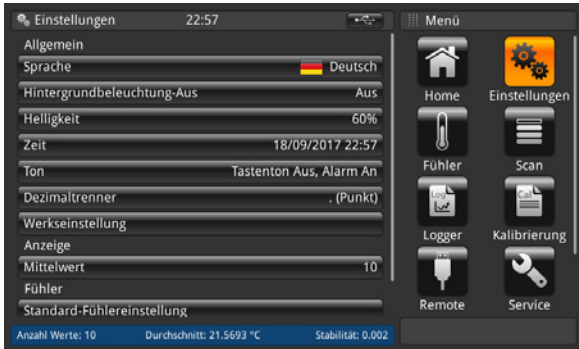 Einstellungen 22:57
Allgemein
Sprache Deutsch
Hintergrundbeleuchtung-Aus Aus
Helligkeit 60%
Zeit 18/09/2017 22:57
Ton Tastenton Aus, Alarm An
Dezimaltrenner . (Punkt)
Werkseinstellung
Anzeige
Mittelwert 10
Fühler
Standard-Fühlereinstellung
Anzahl Werte: 10 Durchschnitt: 21,5693 °C Stabilität: 0.002
Menü
Home Einstellungen
Fühler Scan
Log Cal
Logger Kalibrierung
Remote Service